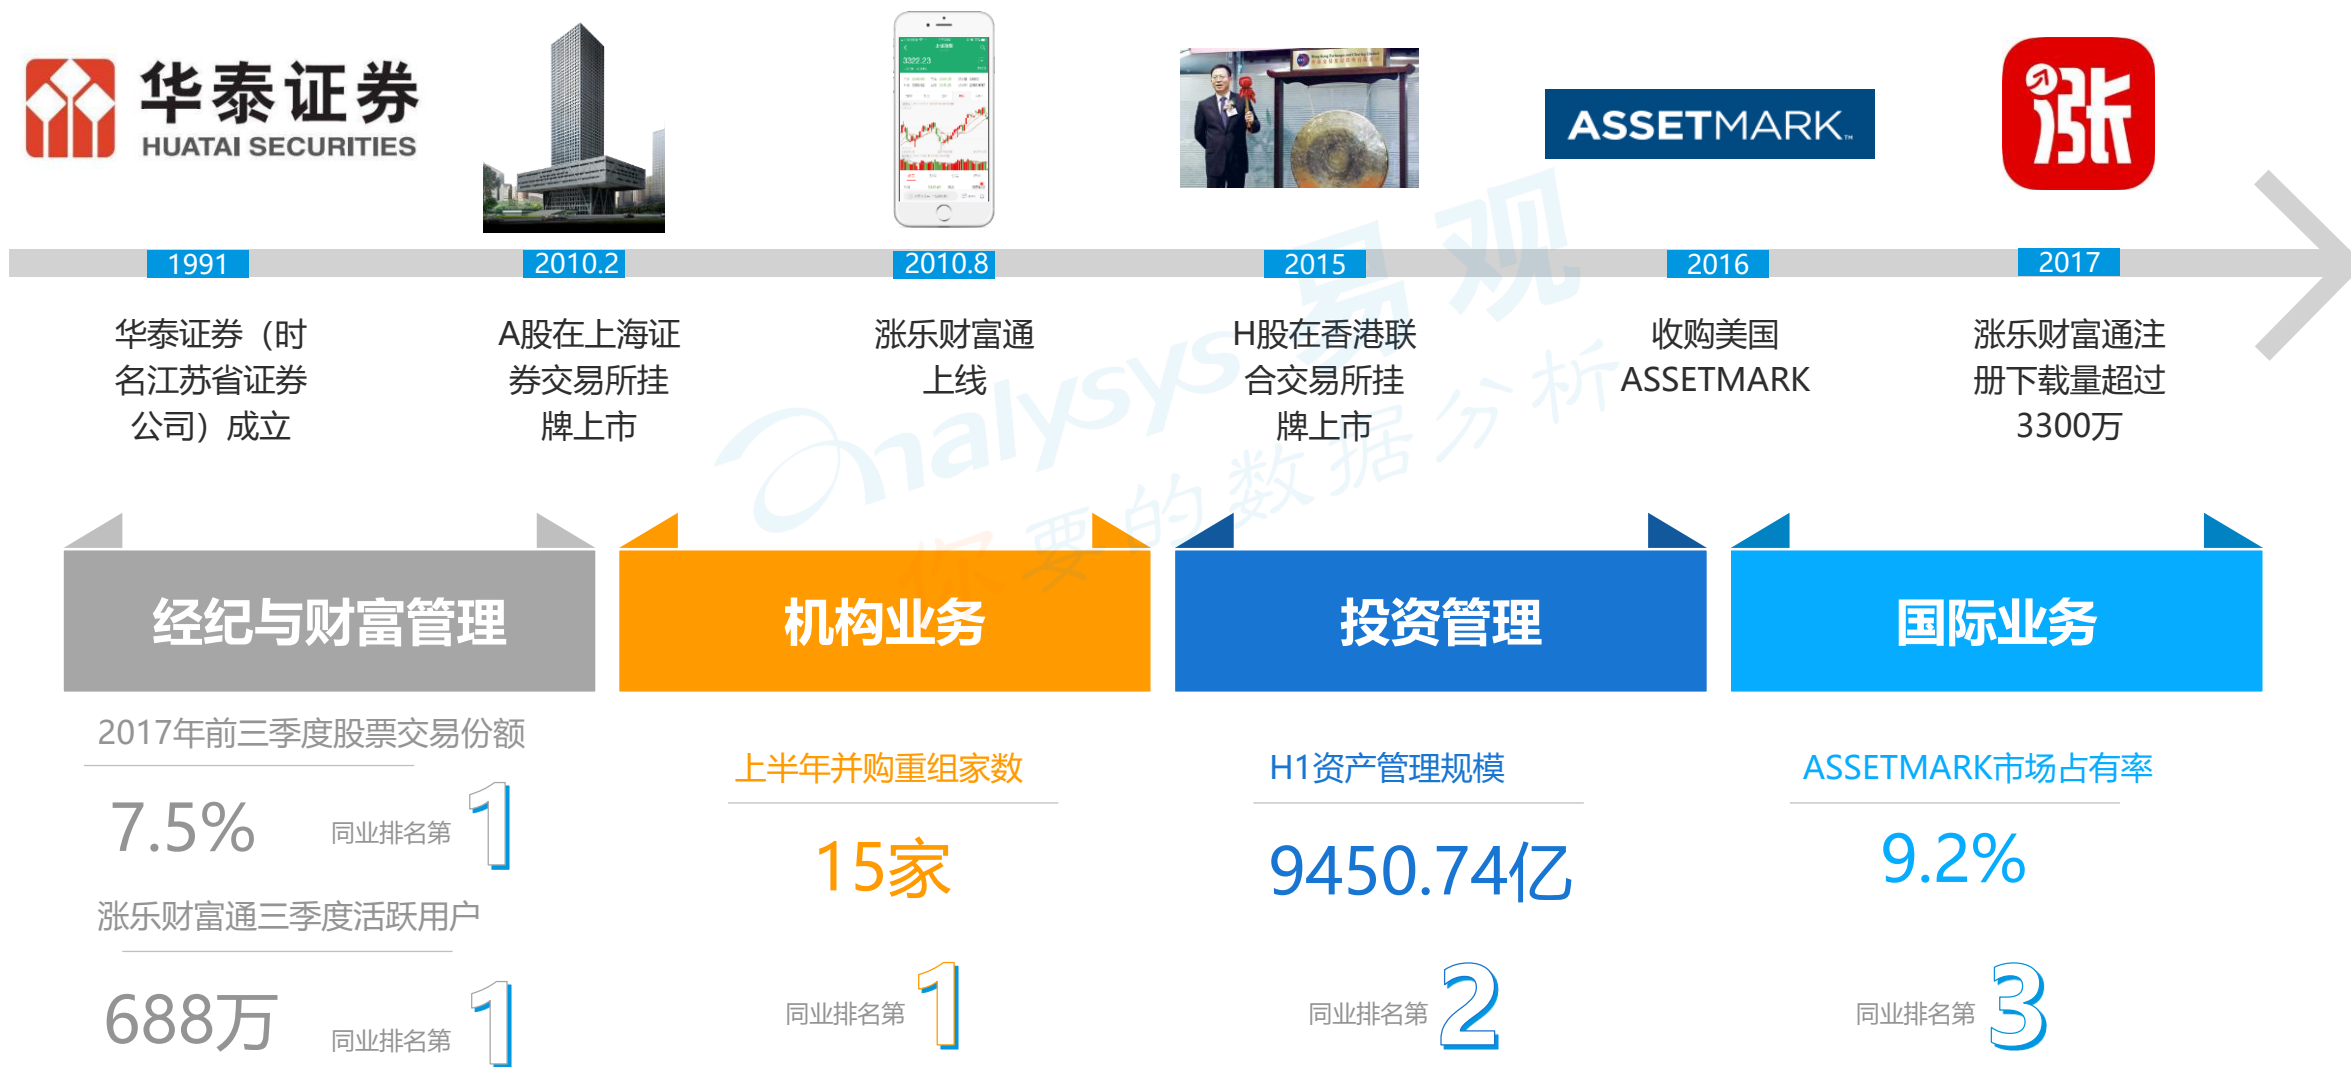 华泰证券
HUATAI SECURITIES
3322.23
ASSETMARK
涨
1991
2010.2
2010.8
2015
2016
2017
华泰证券（时
名江苏省证券
公司）成立
A股在上海证
券交易所挂
牌上市
涨乐财富通
上线
H股在香港联
合交易所挂
牌上市
收购美国
ASSETMARK
涨乐财富通注
册下载量超过
3300万
analysys易观
你要的数据分析
经纪与财富管理
机构业务
投资管理
国际业务
2017年前三季度股票交易份额
7.5%
同业排名第1
涨乐财富通三季度活跃用户
688万
同业排名第1
上半年并购重组家数
15家
同业排名第1
H1资产管理规模
9450.74亿
同业排名第2
ASSETMARK市场占有率
9.2%
同业排名第3